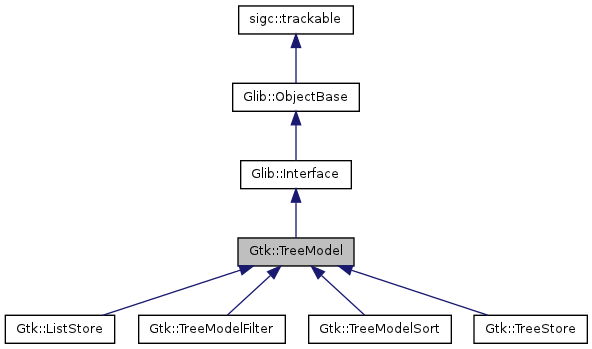 sigc::trackable
Glib::ObjectBase
Glib::Interface
Gtk::TreeModel
Gtk::ListStore
Gtk::TreeModelFilter
Gtk::TreeModelSort
Gtk::TreeStore